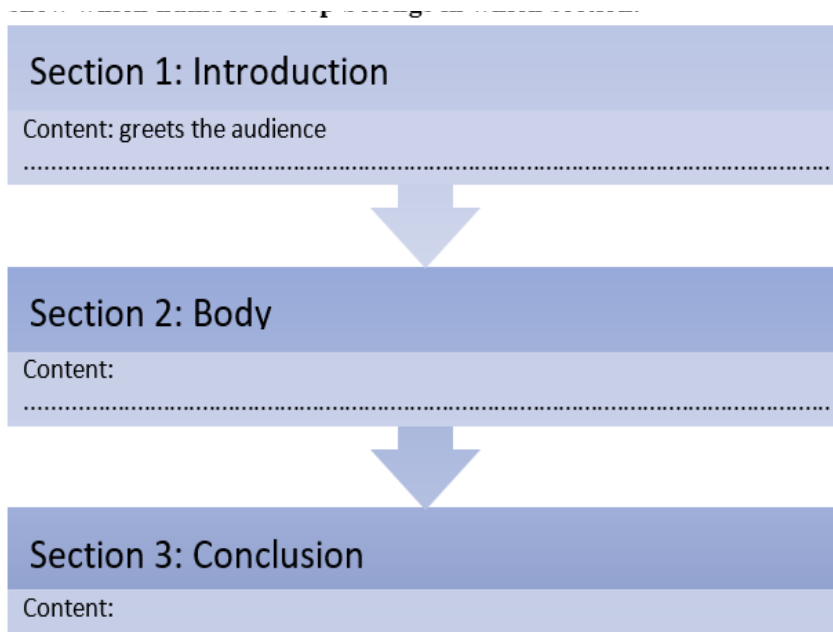 Section 1: Introduction
Content: greets the audience
Section 2: Body
Content:
Section 3: Conclusion
Content: